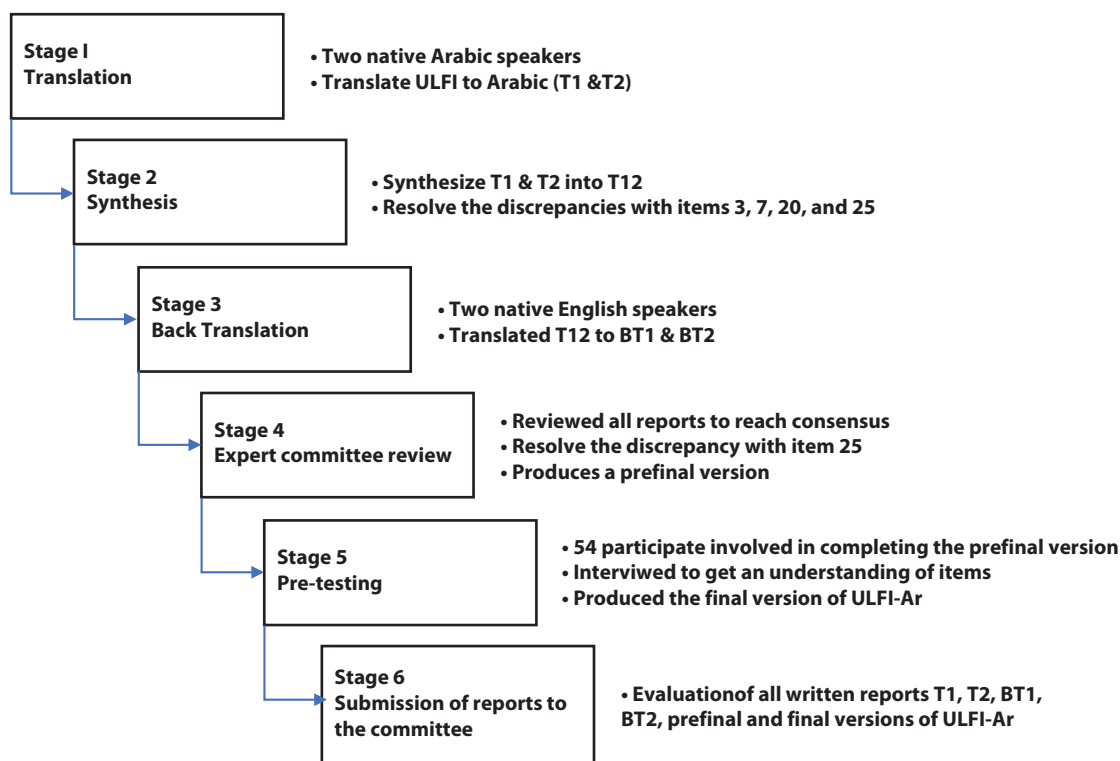 Stage I
Translation
• Two native Arabic speakers
• Translate ULFI to Arabic (T1 &T2)
Stage 2
Synthesis
• Synthesize T1 & T2 into T12
• Resolve the discrepancies with items 3, 7, 20, and 25
Stage 3
Back Translation
• Two native English speakers
• Translated T12 to BT1 & BT2
Stage 4
Expert committee review
• Reviewed all reports to reach consensus
• Resolve the discrepancy with item 25
• Produces a prefinal version
Stage 5
Pre-testing
• 54 participate involved in completing the prefinal version
• Interviwed to get an understanding of items
• Produced the final version of ULFI-Ar
Stage 6
Submission of reports to
the committee
• Evaluationof all written reports T1, T2, BT1,
BT2, prefinal and final versions of ULFI-Ar